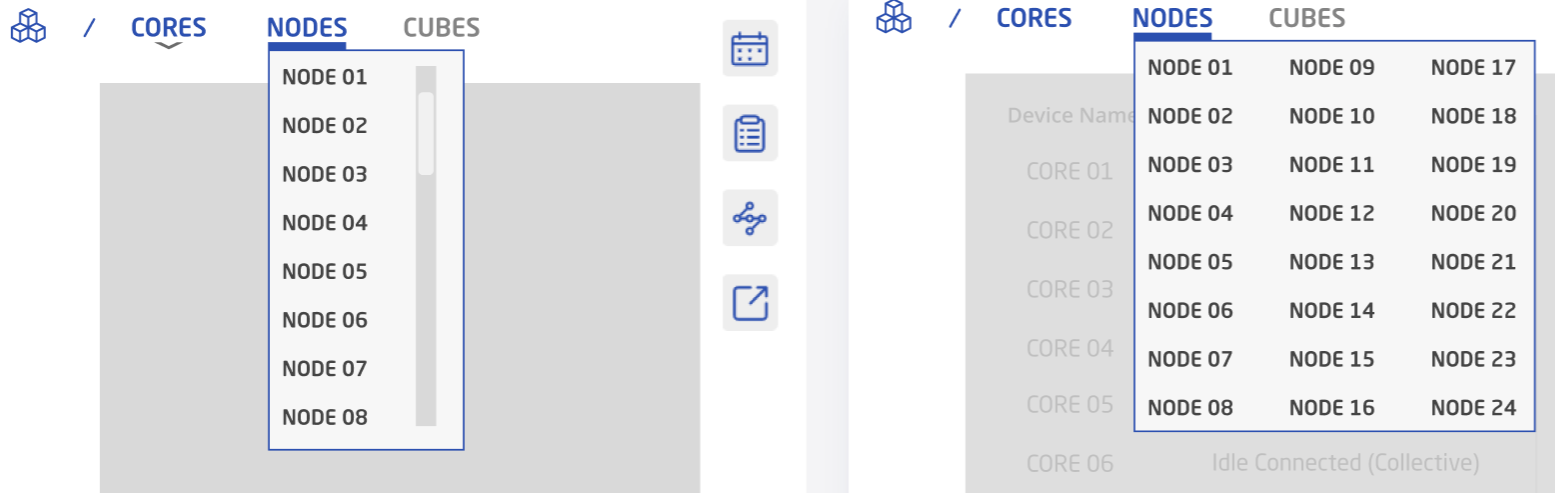 / CORES NODES CUBES
NODE 01
NODE 02
NODE 03
NODE 04
NODE 05
NODE 06
NODE 07
NODE 08
/ CORES NODES CUBES
NODE 01 NODE 09 NODE 17
Device Name NODE 02 NODE 10 NODE 18
CORE 01 NODE 03 NODE 11 NODE 19
CORE 02 NODE 04 NODE 12 NODE 20
CORE 03 NODE 05 NODE 13 NODE 21
NODE 06 NODE 14 NODE 22
CORE 04 NODE 07 NODE 15 NODE 23
CORE 05 NODE 08 NODE 16 NODE 24
CORE 06 Idle Connected (Collective)